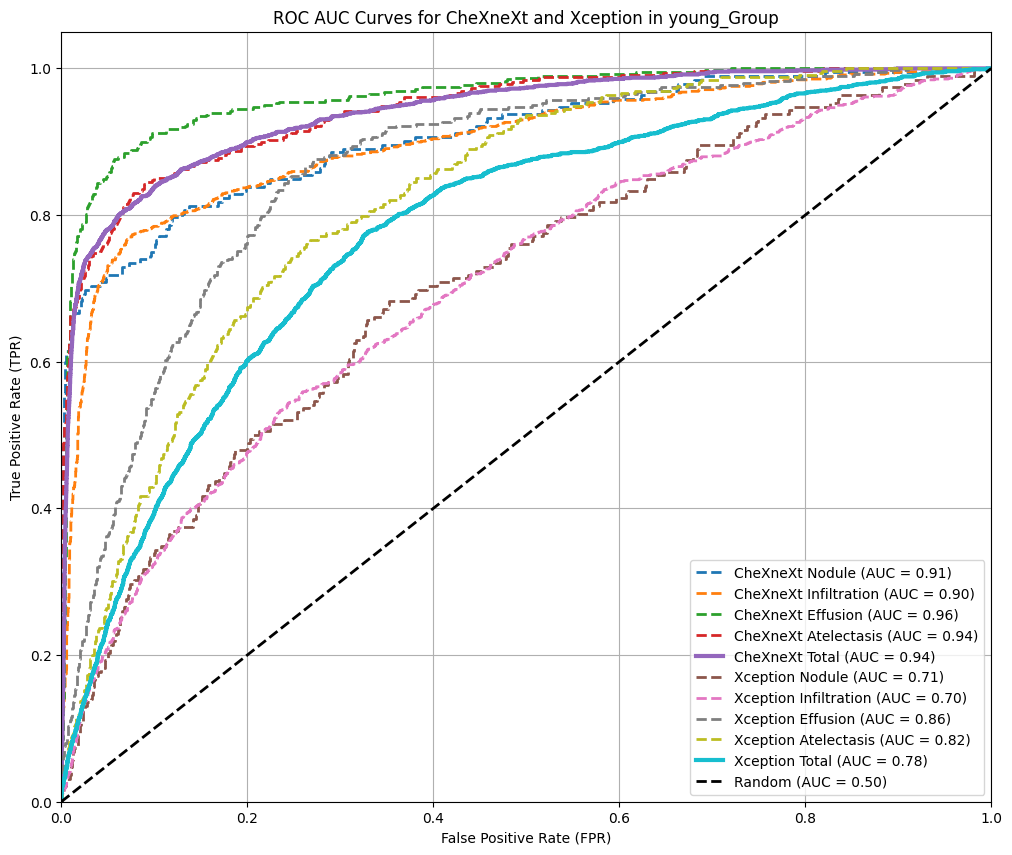 ROC AUC Curves for CheXneXt and Xception in young_Group
1.0
0.8
0.6
0.4
0.2
0.0
True Positive Rate (TPR)
0.0 0.2 0.4 0.6 0.8 1.0
False Positive Rate (FPR)
CheXneXt Nodule (AUC = 0.91)
CheXneXt Infiltration (AUC = 0.90)
CheXneXt Effusion (AUC = 0.96)
CheXneXt Atelectasis (AUC = 0.94)
CheXneXt Total (AUC = 0.94)
Xception Nodule (AUC = 0.71)
Xception Infiltration (AUC = 0.70)
Xception Effusion (AUC = 0.86)
Xception Atelectasis (AUC = 0.82)
Xception Total (AUC = 0.78)
Random (AUC = 0.50)